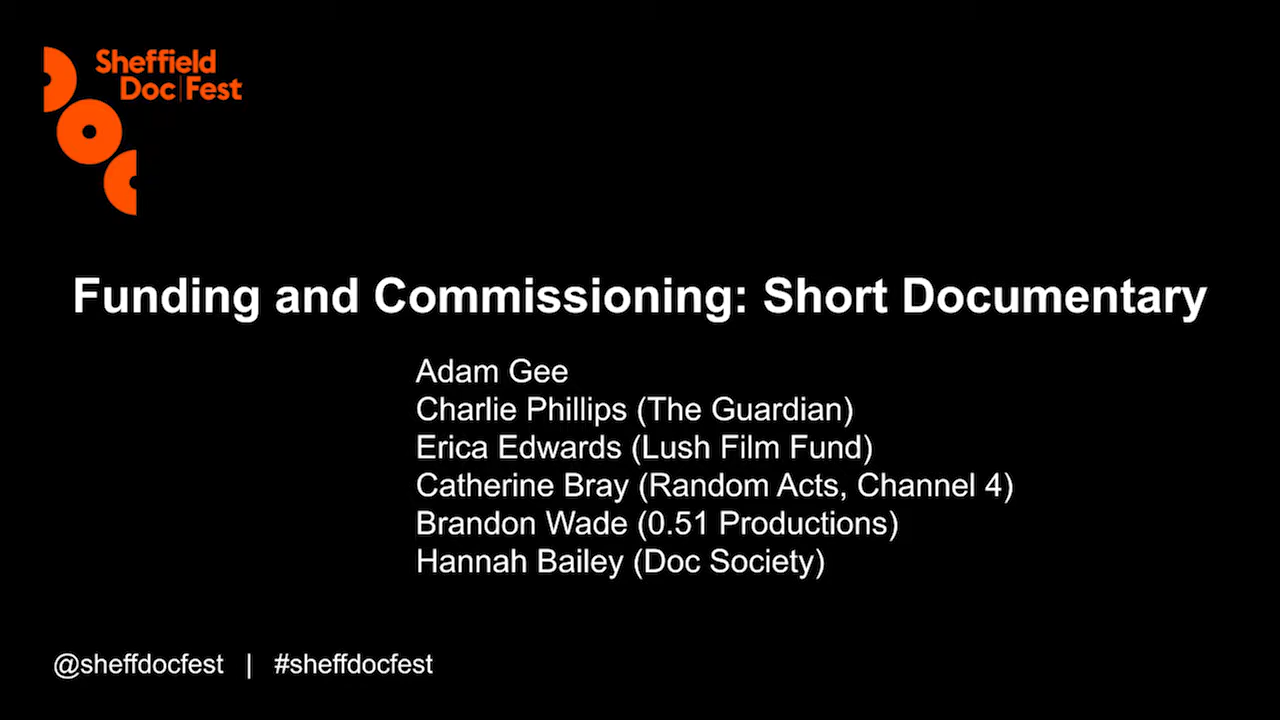 Sheffield
Doc|Fest
Funding and Commissioning: Short Documentary
Adam Gee
Charlie Phillips (The Guardian)
Erica Edwards (Lush Film Fund)
Catherine Bray (Random Acts, Channel 4)
Brandon Wade (0.51 Productions)
Hannah Bailey (Doc Society)
@sheffdocfest | #sheffdocfest